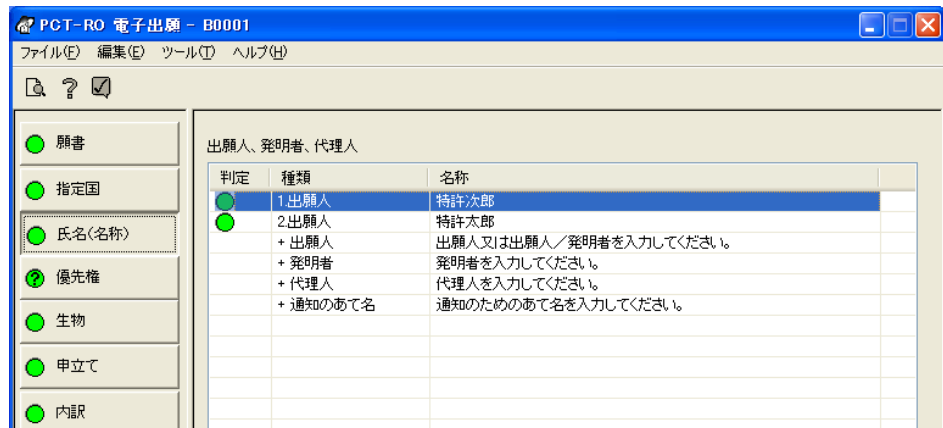 PCT-RO 電子出願 - B0001
ファイル(F) 編集(E) ツール(T) ヘルプ(H)
願書
指定国
氏名(名称)
優先権
生物
申立て
内訳
出願人、発明者、代理人
判定 種類 名称
1.出願人 特許次郎
2.出願人 特許太郎
+ 出願人 出願人又は出願人／発明者を入力してください。
+ 発明者 発明者を入力してください。
+ 代理人 代理人を入力してください。
+ 通知のあて名 通知のためのあて名を入力してください。